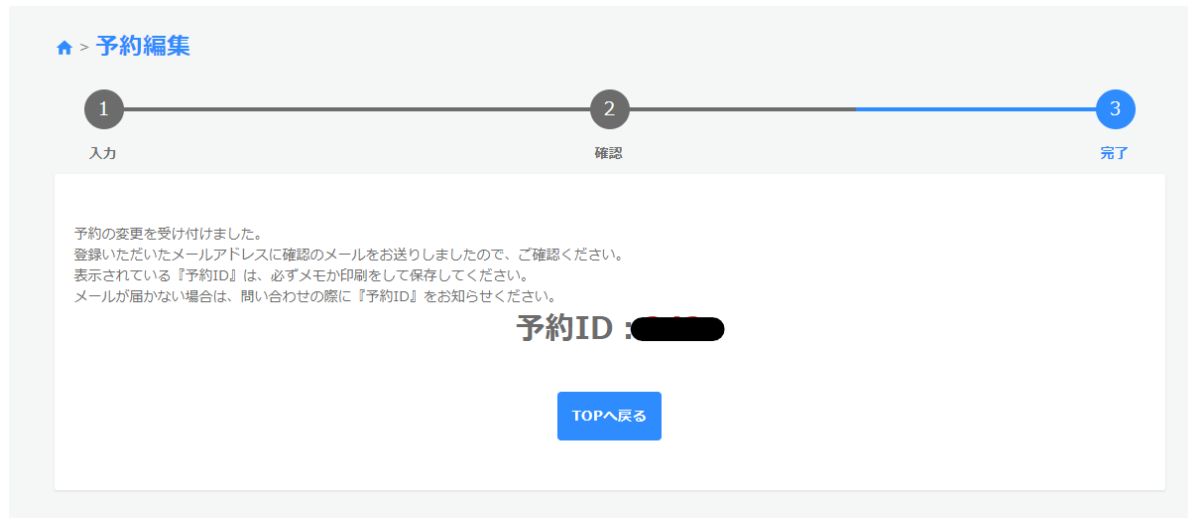 > 予約編集
1
2
3
入力
確認
完了
予約の変更を受け付けました。
登録いただいたメールアドレスに確認のメールをお送りしましたので、ご確認ください。
表示されている『予約ID』は、必ずメモか印刷をして保存してください。
メールが届かない場合は、問い合わせの際に『予約ID』をお知らせください。
予約ID :
TOPへ戻る